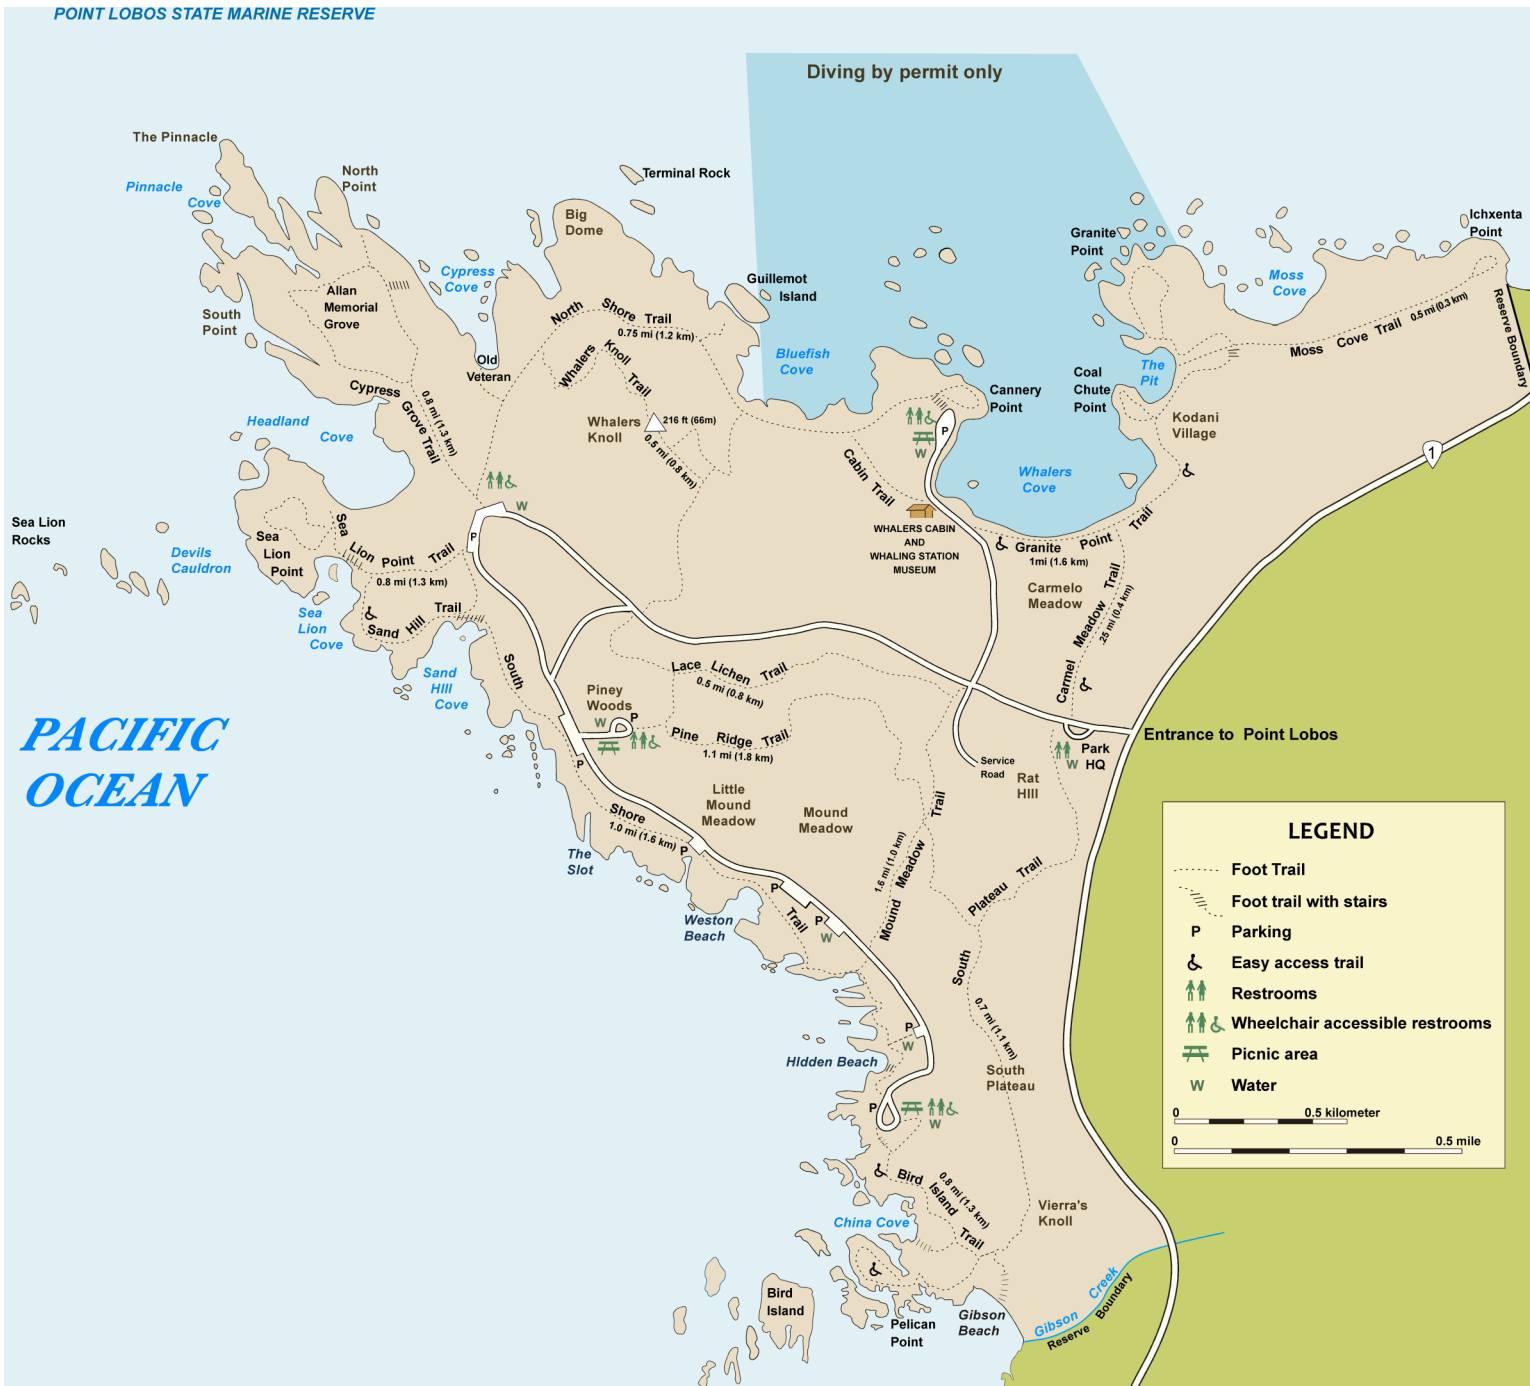 POINT LOBOS STATE MARINE RESERVE
Diving by permit only
The Pinnacle
Pinnacle
Cove
North
Point
Terminal Rock
Big
Dome
Ichxenta
Point
Granite
Point
Cypress
Cove
Guillemot
Island
Moss
Cove
Allan
Memorial
Grove
South
Point
North Shore Trail
0.75 mi (1.2 km)
Moss Cove Trail
0.5 mi (0.3 km)
Reserve Boundary
Old
Veteran
Whalers Knoll Trail
Bluefish
Cove
The
Pit
Coal
Chute
Point
Cannery
Point
Cypress
Grove Trail
0.8 mi (1.3 km)
Headland
Cove
Whalers
Knoll
216 ft (66m)
0.5 mi (0.8 km)
P
W
Kodani
Village
1
Cabin Trail
Whalers
Cove
W
Sea Lion
Rocks
Devils
Cauldron
Sea
Lion
Point
Sea Lion Point Trail
0.8 mi (1.3 km)
P
WHALERS CABIN
AND
WHALING STATION
MUSEUM
Granite Point Trail
1mi (1.6 km)
Carmelo
Meadow
Carmel Meadow Trail
.25 mi (0.4 km)
Sea
Lion
Cove
Sand Hill Trail
Sand
HIll
Cove
South
Shore
Trail
1.0 mi (1.6 km)
Lace Lichen Trail
0.5 mi (0.8 km)
Piney
Woods
W
P
Pine Ridge Trail
1.1 mi (1.8 km)
PACIFIC
OCEAN
P
Entrance to Point Lobos
Park
HQ
W
Service
Road
Rat
HIll
Little
Mound
Meadow
Mound
Meadow
Mound Meadow Trail
1.6 mi (1.0 km)
The
Slot
P
P
P
W
Weston
Beach
Plateau Trail
South
0.7 mi (1.1 km)
P
W
HIdden Beach
South
Plateau
P
W
Bird Island Trail
0.8 mi (1.3 km)
China Cove
Vierra's
Knoll
Bird
Island
Pelican
Point
Gibson
Beach
Gibson Creek
Reserve Boundary
LEGEND
Foot Trail
Foot trail with stairs
P Parking
Easy access trail
Restrooms
Wheelchair accessible restrooms
Picnic area
W Water
0 0.5 kilometer
0 0.5 mile